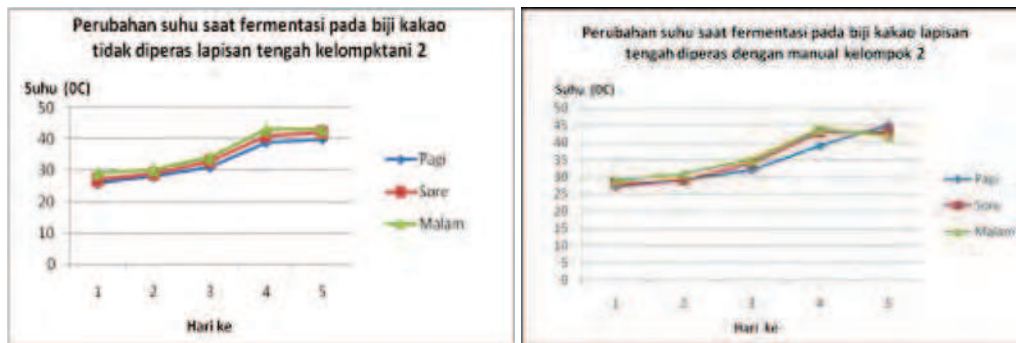 Perubahan suhu saat fermentasi pada biji kakao
tidak diperas lapisan tengah kelompktani 2
Suhu (0C)
50
40
30
20
10
0
1 2 3 4 5
Hari ke
Pagi
Sore
Malam
Perubahan suhu saat fermentasi pada biji kakao lapisan
tengah diperas dengan manual kelompok 2
Suhu (0C)
50
45
40
35
30
25
20
15
10
5
0
1 2 3 4 5
Hari ke
Pagi
Sore
Malam